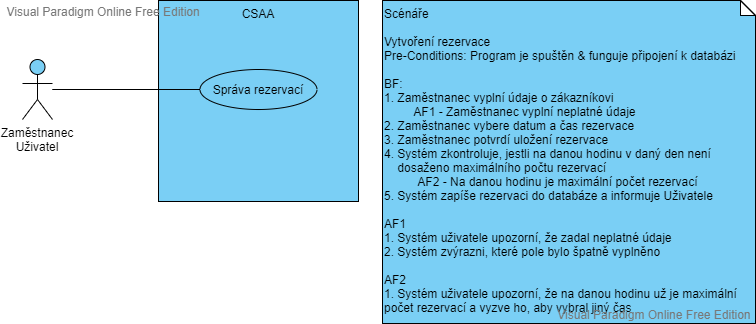 Visual Paradigm Online Free Edition
CSAA
Správa rezervací
Zaměstnanec
Uživatel
Scénáře
Vytvoření rezervace
Pre-Conditions: Program je spuštěn & funguje připojení k databázi
BF:
1. Zaměstnanec vyplní údaje o zákazníkovi
AF1 - Zaměstnanec vyplní neplatné údaje
2. Zaměstnanec vybere datum a čas rezervace
3. Zaměstnanec potvrdí uložení rezervace
4. Systém zkontroluje, jestli na danou hodinu v daný den není
dosaženo maximálního počtu rezervací
AF2 - Na danou hodinu je maximální počet rezervací
5. Systém zapíše rezervaci do databáze a informuje Uživatele
AF1
1. Systém uživatele upozorní, že zadal neplatné údaje
2. Systém zvýrazni, které pole bylo špatně vyplněno
AF2
1. Systém uživatele upozorní, že na danou hodinu už je maximální
počet rezervací a vyzve ho, aby vybral jiný čas
Visual Paradigm Online Free Edition